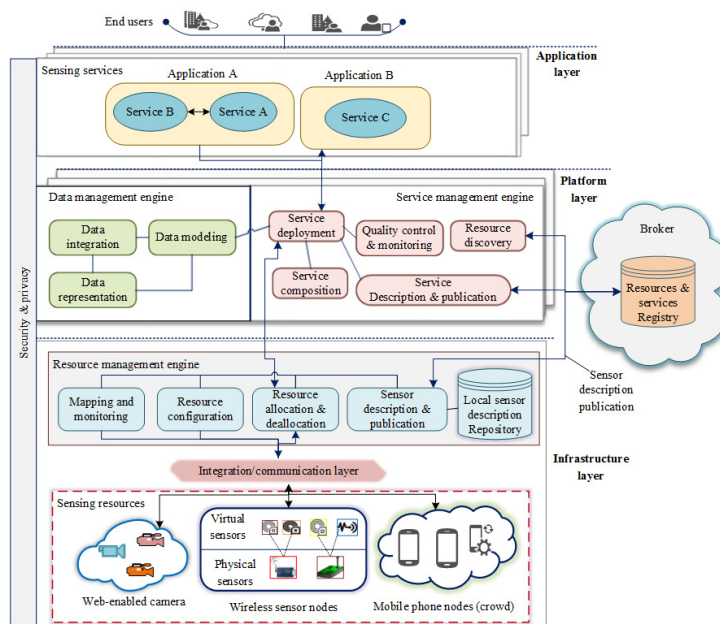 End users
Application
layer
Sensing services
Application A
Application B
Service B
Service A
Service C
Platform
layer
Data management engine
Service management engine
Data
integration
Data modeling
Data
representation
Service
deployment
Quality control
& monitoring
Resource
discovery
Service
composition
Service
Description & publication
Broker
Resources &
services
Registry
Security & privacy
Resource management engine
Mapping and
monitoring
Resource
configuration
Resource
allocation &
deallocation
Sensor
description &
publication
Local sensor
description
Repository
Sensor
description
publication
Integration/communication layer
Infrastructure
layer
Sensing resources
Virtual
sensors
Physical
sensors
Web-enabled camera
Wireless sensor nodes
Mobile phone nodes (crowd)